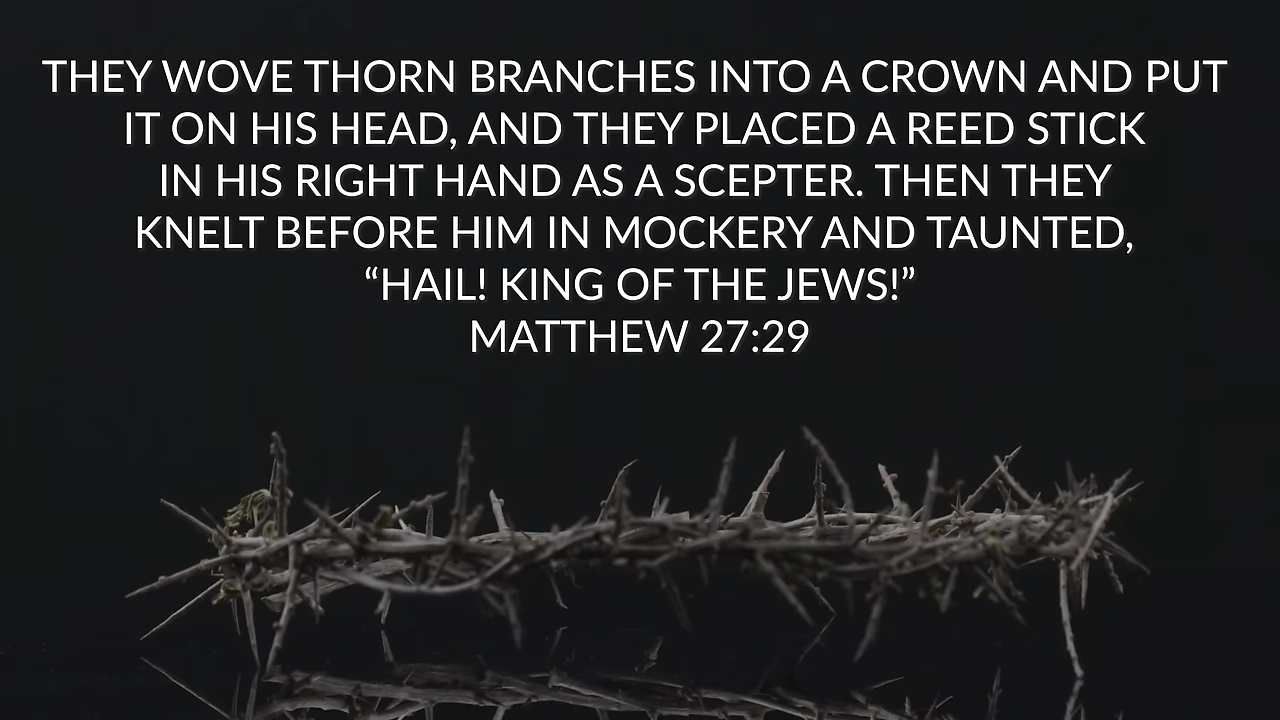 THEY WOVE THORN BRANCHES INTO A CROWN AND PUT
IT ON HIS HEAD, AND THEY PLACED A REED STICK
IN HIS RIGHT HAND AS A SCEPTER. THEN THEY
KNELT BEFORE HIM IN MOCKERY AND TAUNTED,
“HAIL! KING OF THE JEWS!”
MATTHEW 27:29